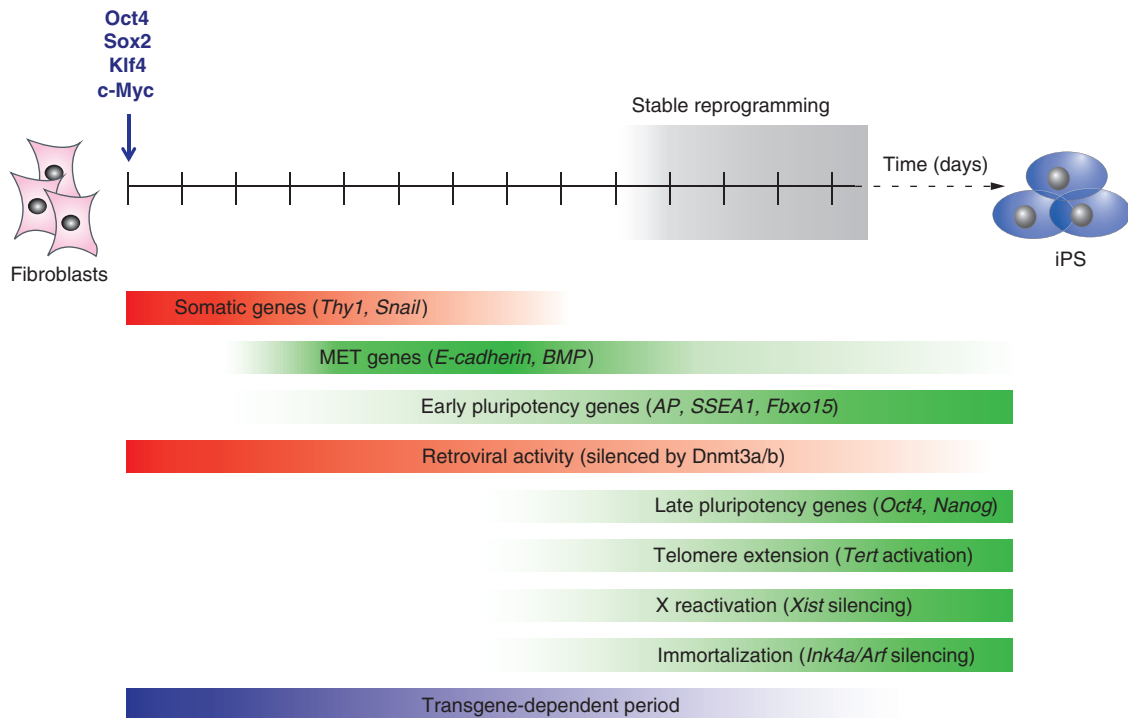 Oct4
Sox2
Klf4
c-Myc
Stable reprogramming
Time (days)
Fibroblasts
iPS
Somatic genes (Thy1, Snail)
MET genes (E-cadherin, BMP)
Early pluripotency genes (AP, SSEA1, Fbxo15)
Retroviral activity (silenced by Dnmt3a/b)
Late pluripotency genes (Oct4, Nanog)
Telomere extension (Tert activation)
X reactivation (Xist silencing)
Immortalization (Ink4a/Arf silencing)
Transgene-dependent period